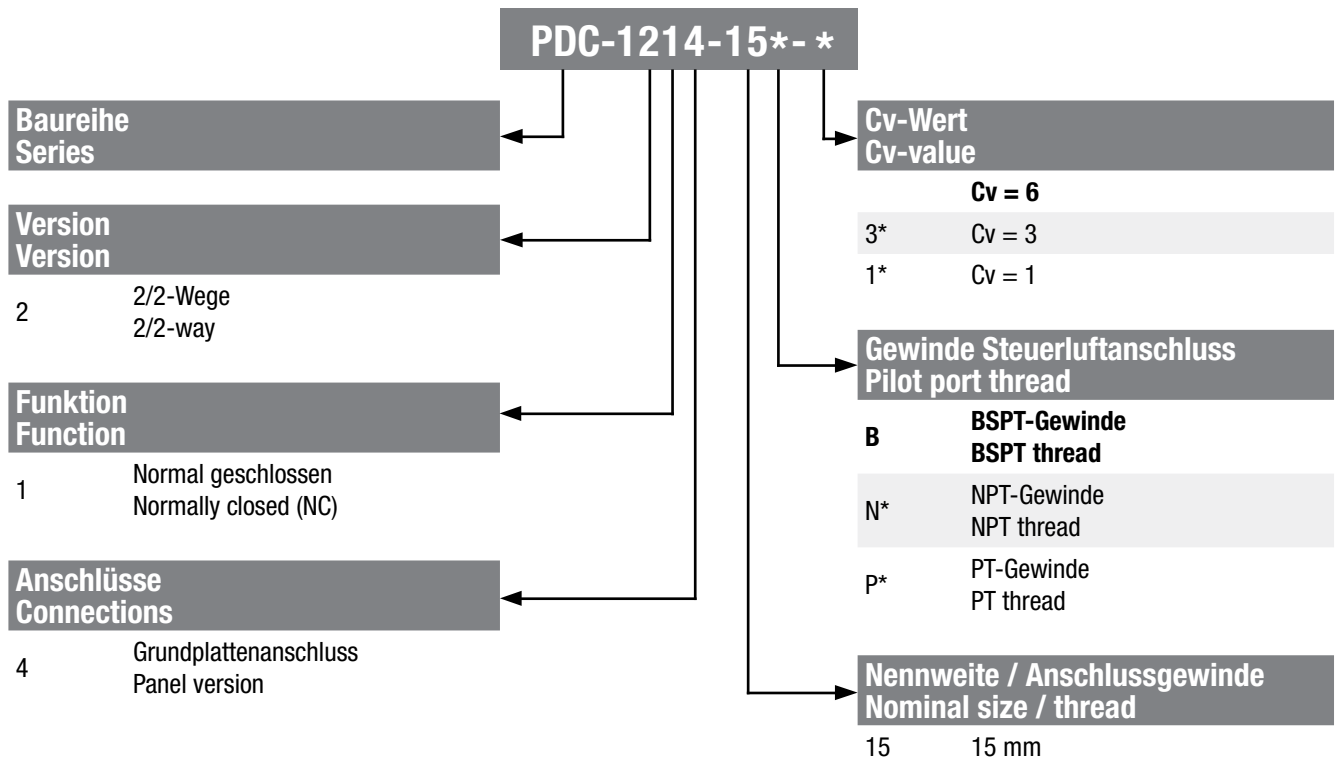 PDC-1214-15*- *
Baureihe
Series
Version
Version
2
2/2-Wege
2/2-way
Funktion
Function
1
Normal geschlossen
Normally closed (NC)
Anschlüsse
Connections
4
Grundplattenanschluss
Panel version
Cv-Wert
Cv-value
Cv = 6
3* Cv = 3
1* Cv = 1
Gewinde Steuerluftanschluss
Pilot port thread
B
BSPT-Gewinde
BSPT thread
N*
NPT-Gewinde
NPT thread
P*
PT-Gewinde
PT thread
Nennweite / Anschlussgewinde
Nominal size / thread
15 15 mm